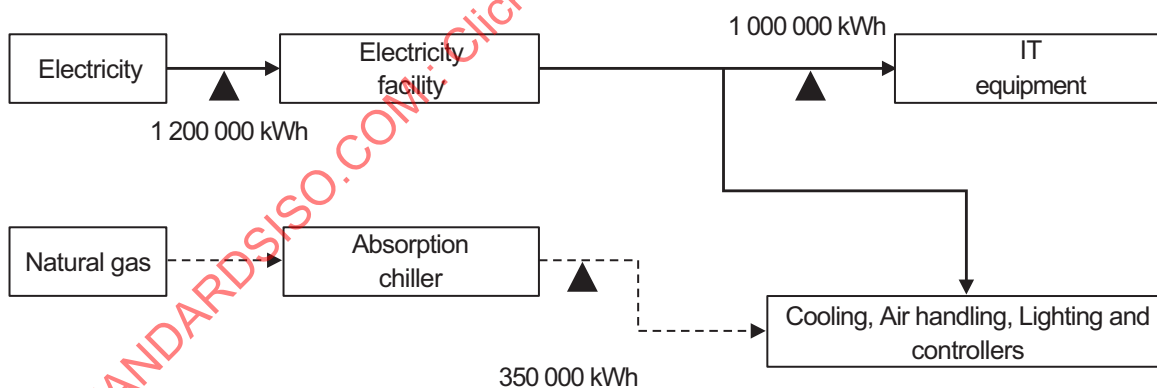 1 000 000 kWh
Electricity
Electricity
facility
IT
equipment
1 200 000 kWh
Natural gas
Absorption
chiller
Cooling, Air handling, Lighting and
controllers
350 000 kWh
ANDARDSISO.COM : Click